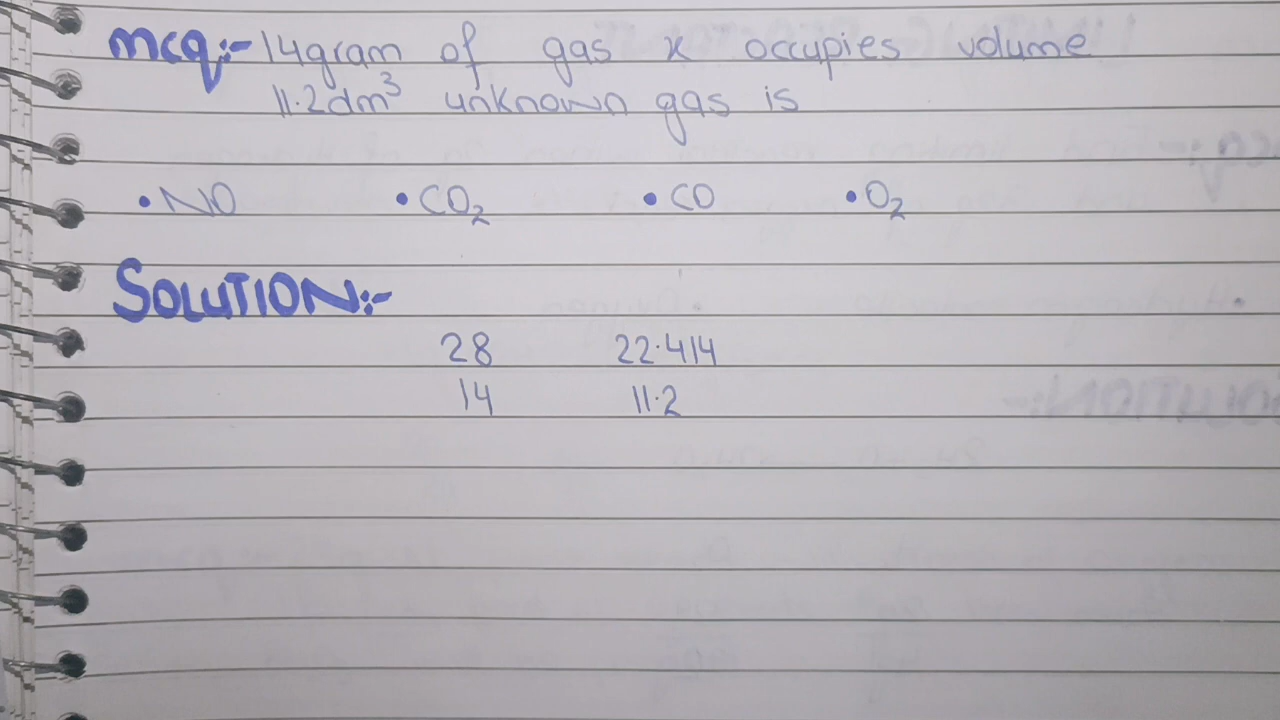 mcq:- 14gram of gas x occupies volume
11.2dm³ unknown gas is
• NO • CO₂ • CO • O₂
SOLUTION:-
28 22.414
14 11.2